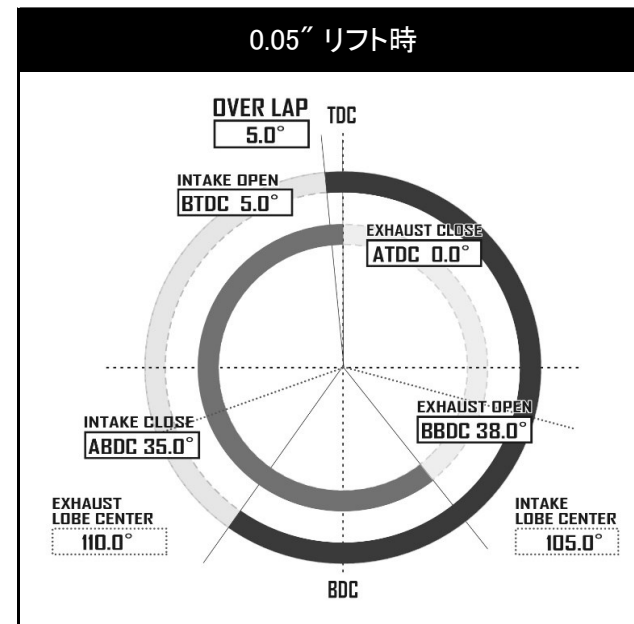 0.05″ リフト時
OVER LAP
5.0°
TDC
INTAKE OPEN
BTDC 5.0°
EXHAUST CLOSE
ATDC 0.0°
INTAKE CLOSE
ABDC 35.0°
EXHAUST OPEN
BBDC 38.0°
EXHAUST
LOBE CENTER
110.0°
INTAKE
LOBE CENTER
105.0°
BDC